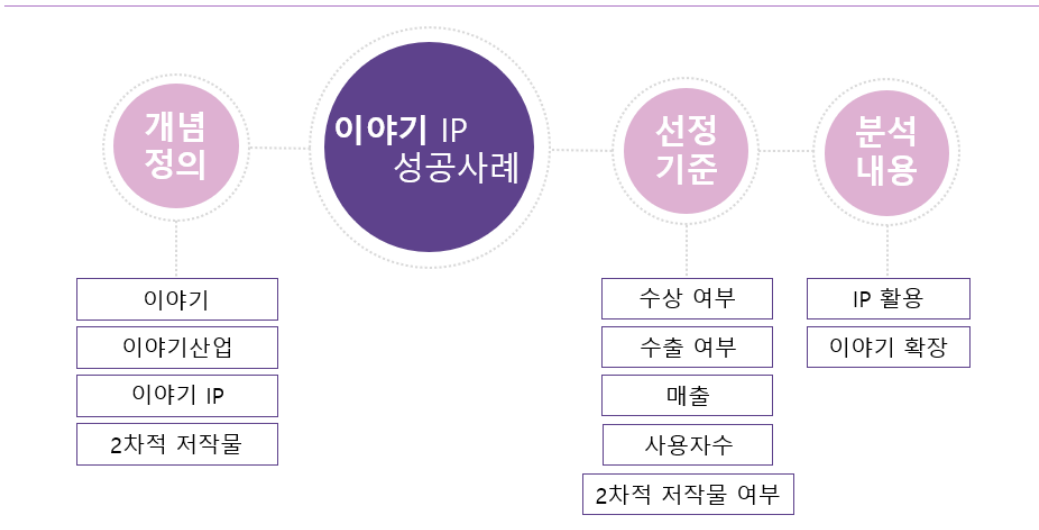 개념
정의
이야기 IP
성공사례
선정
기준
분석
내용
이야기
이야기산업
이야기 IP
2차적 저작물
수상 여부
수출 여부
매출
사용자수
2차적 저작물 여부
IP 활용
이야기 확장